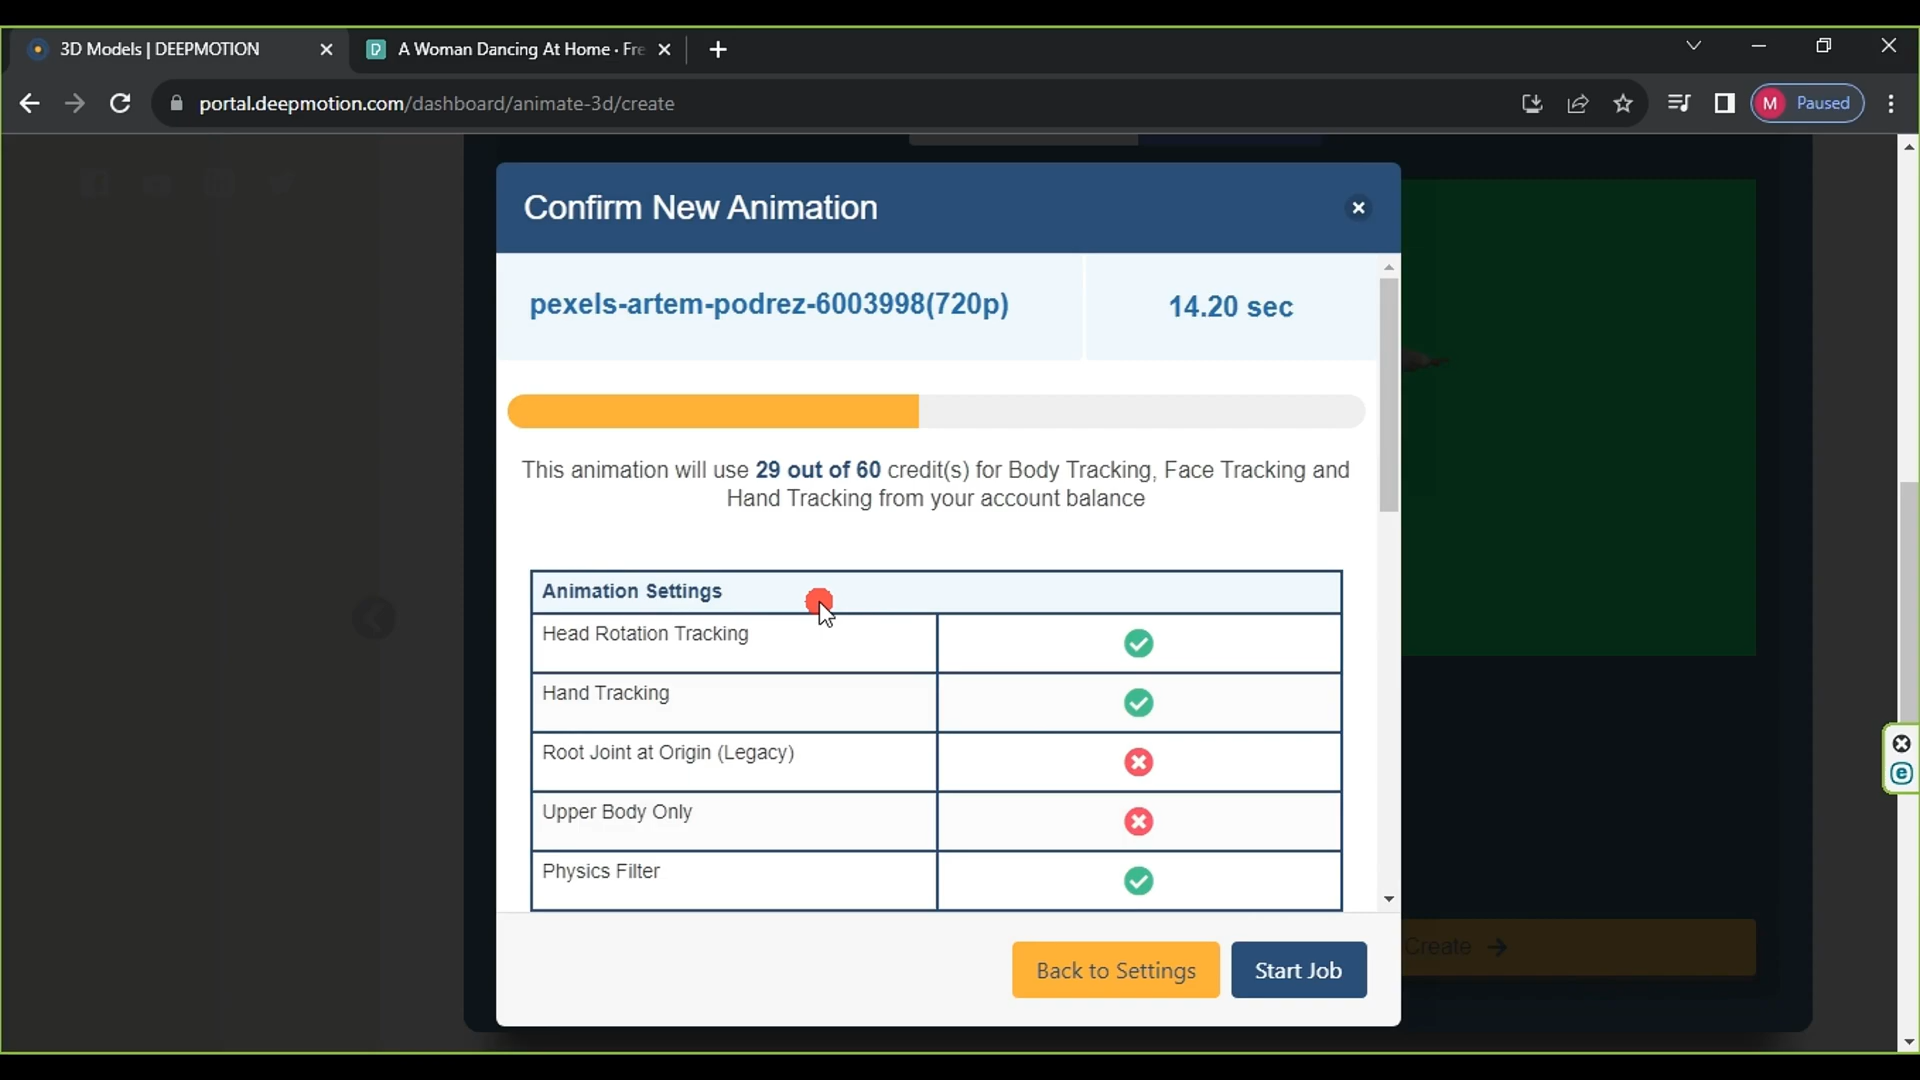 3D Models | DEEPMOTION
A Woman Dancing At Home · Fre
portal.deepmotion.com/dashboard/animate-3d/create
M Paused
Confirm New Animation
pexels-artem-podrez-6003998(720p)
14.20 sec
This animation will use 29 out of 60 credit(s) for Body Tracking, Face Tracking and
Hand Tracking from your account balance
Animation Settings
Head Rotation Tracking
Hand Tracking
Root Joint at Origin (Legacy)
Upper Body Only
Physics Filter
Create
Back to Settings
Start Job